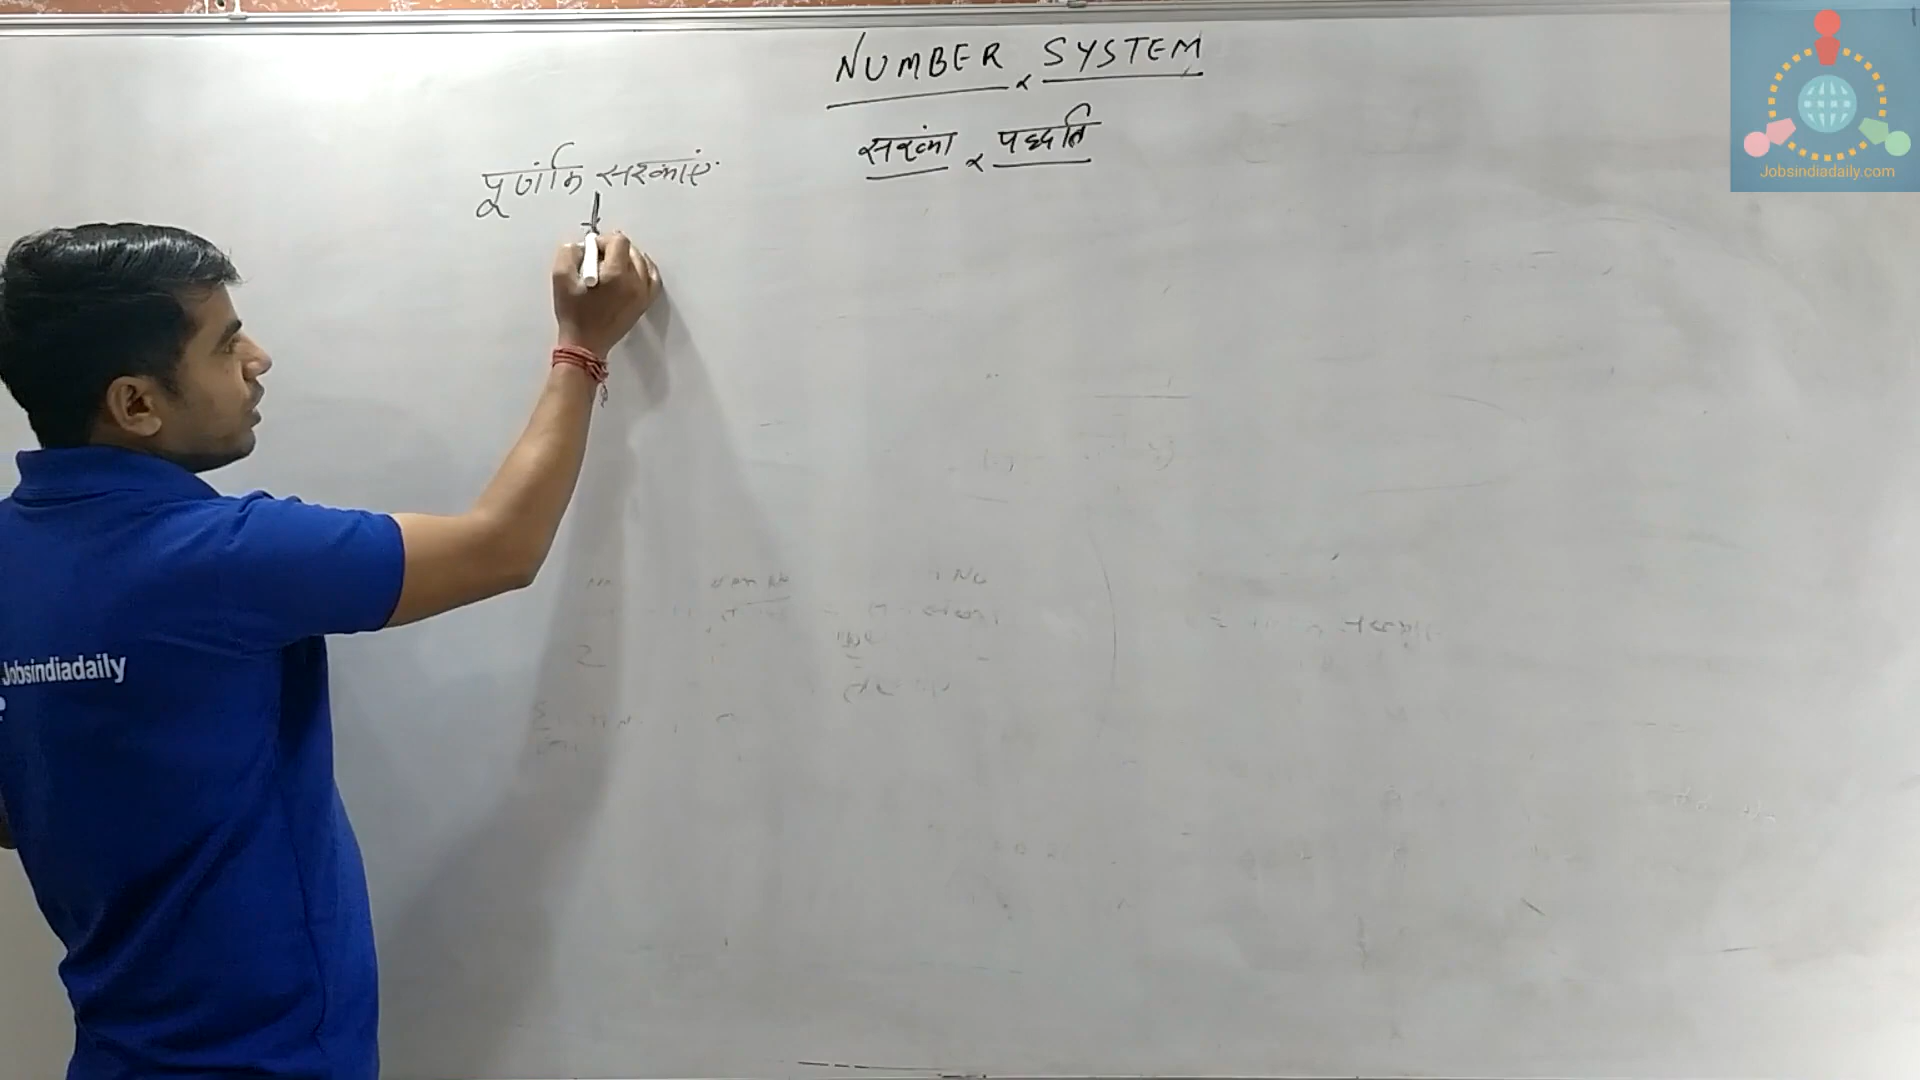 NUMBER SYSTEM
संख्या पद्धति
पूर्णांक संख्याएं
Jobsindiadaily.com
Jobsindiadaily